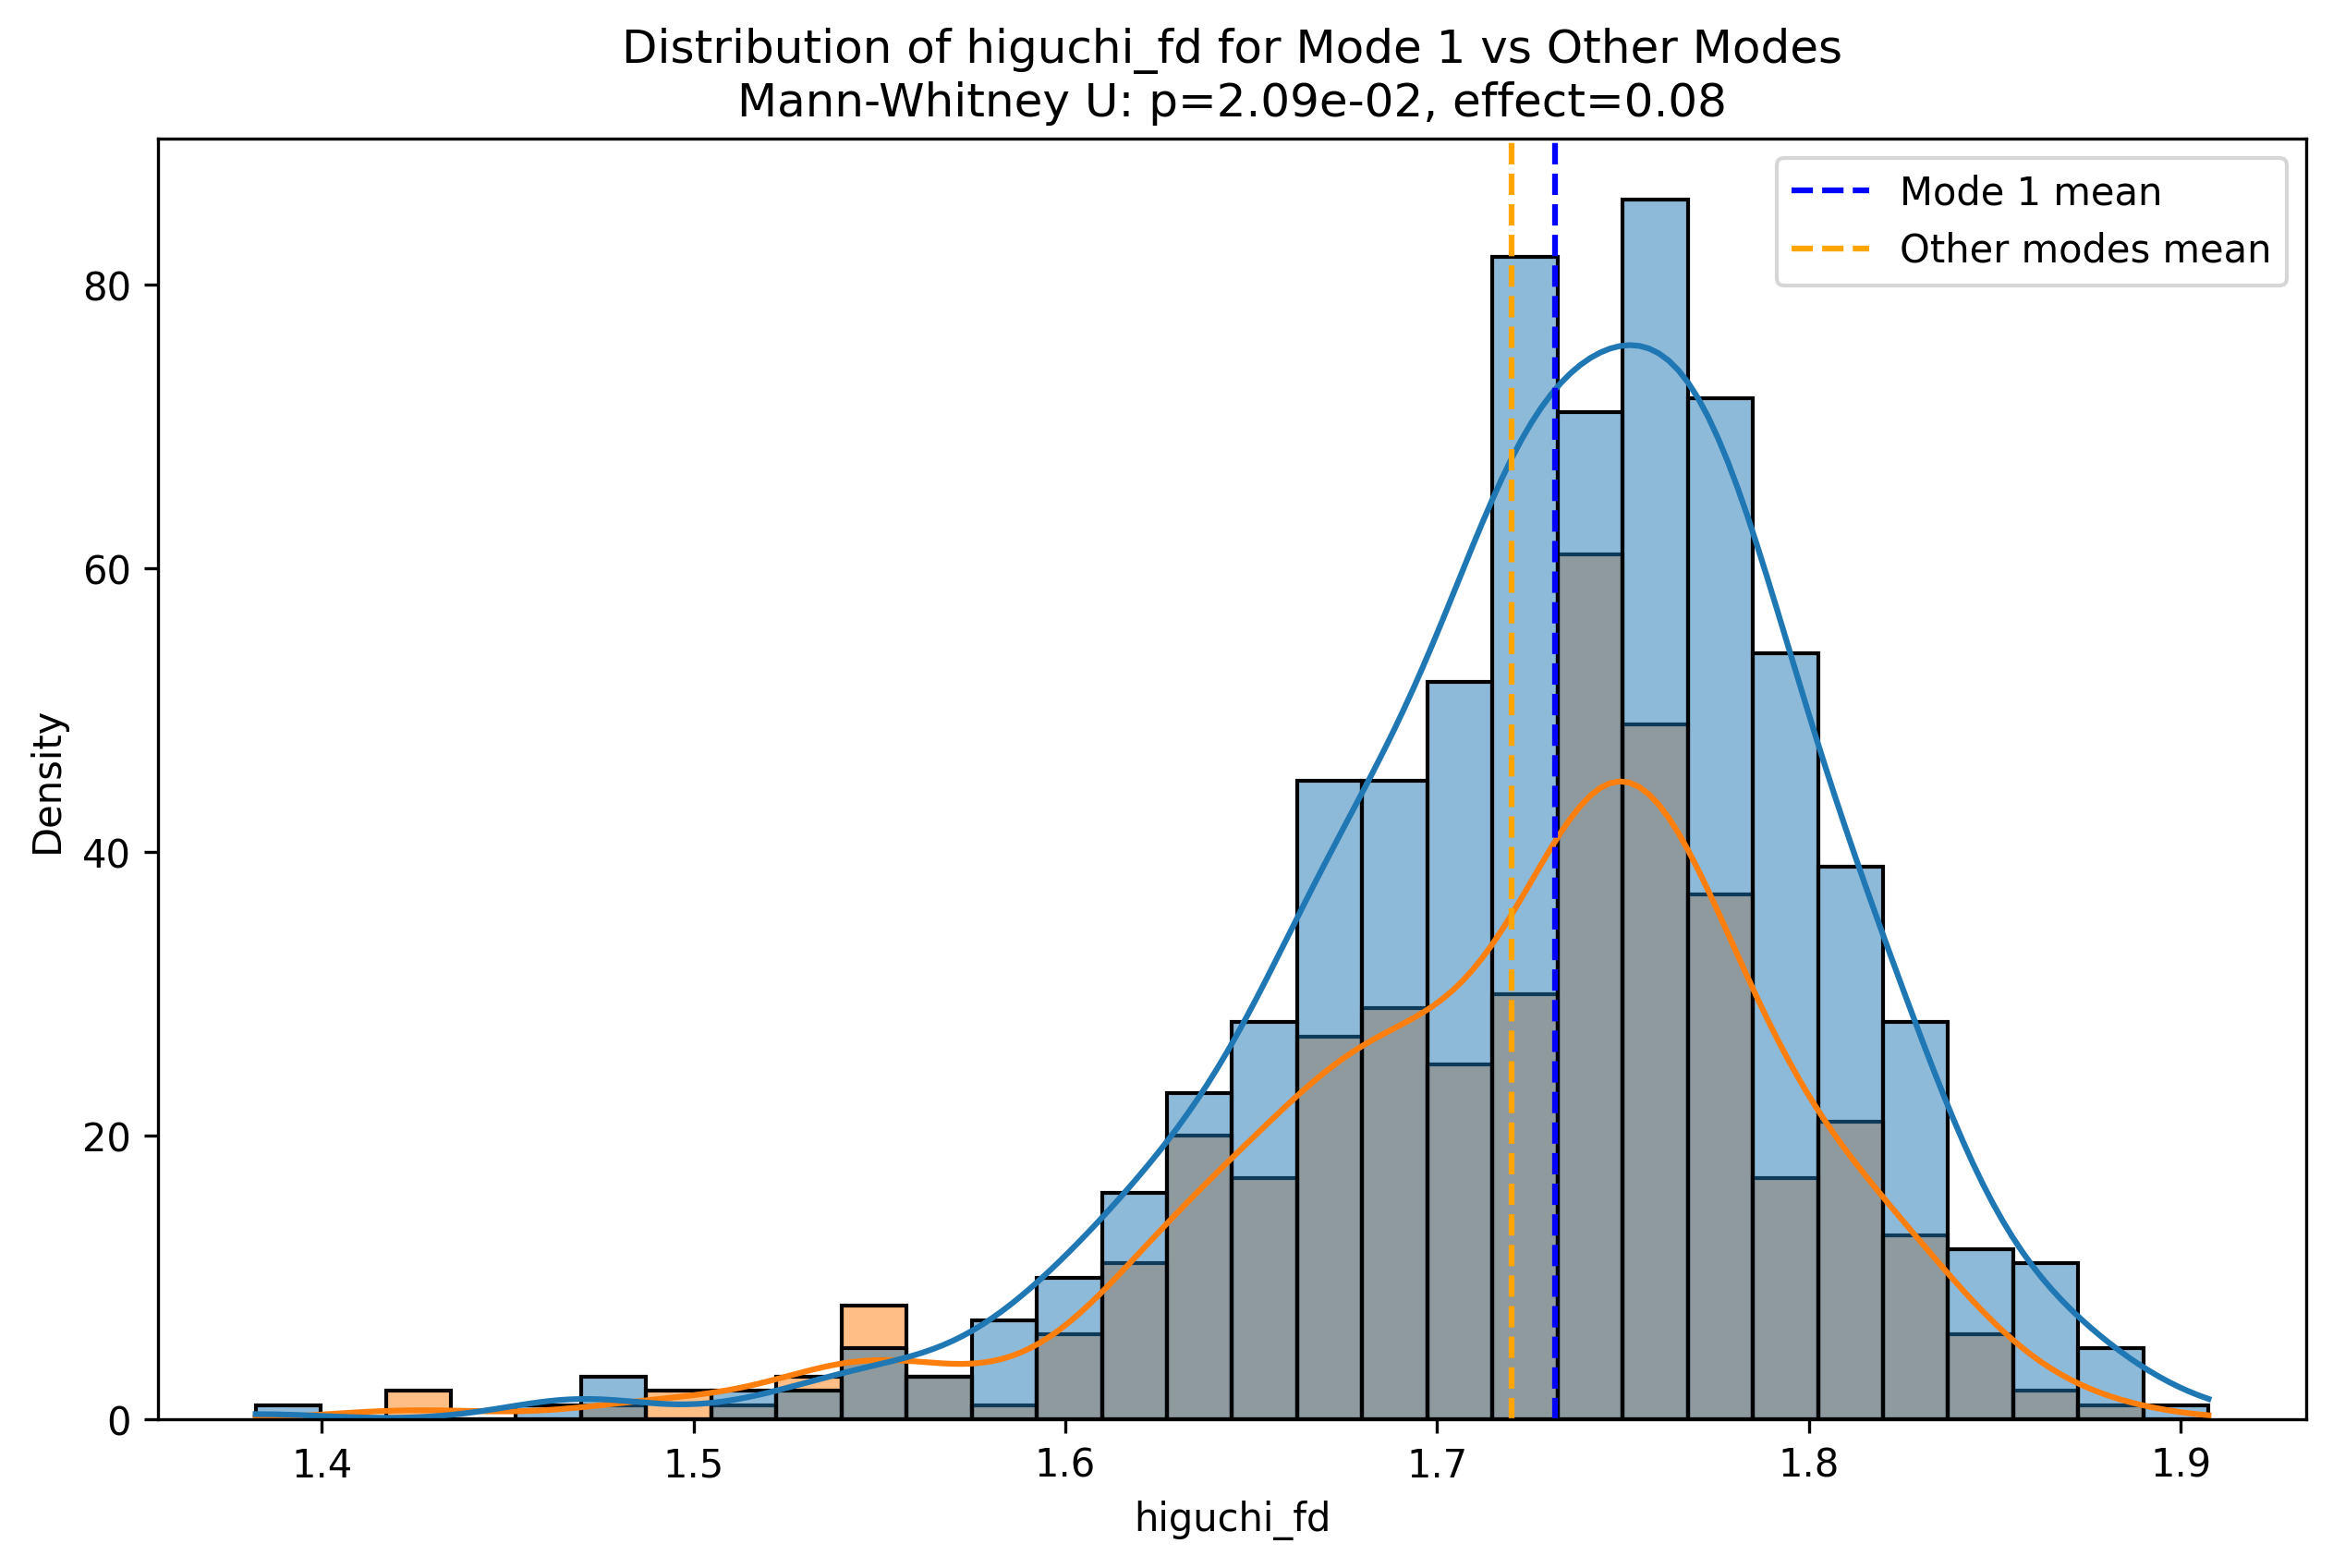 Distribution of higuchi_fd for Mode 1 vs Other Modes
Mann-Whitney U: p=2.09e-02, effect=0.08
Mode 1 mean
Other modes mean
Density
80
60
40
20
0
1.4 1.5 1.6 1.7 1.8 1.9
higuchi_fd